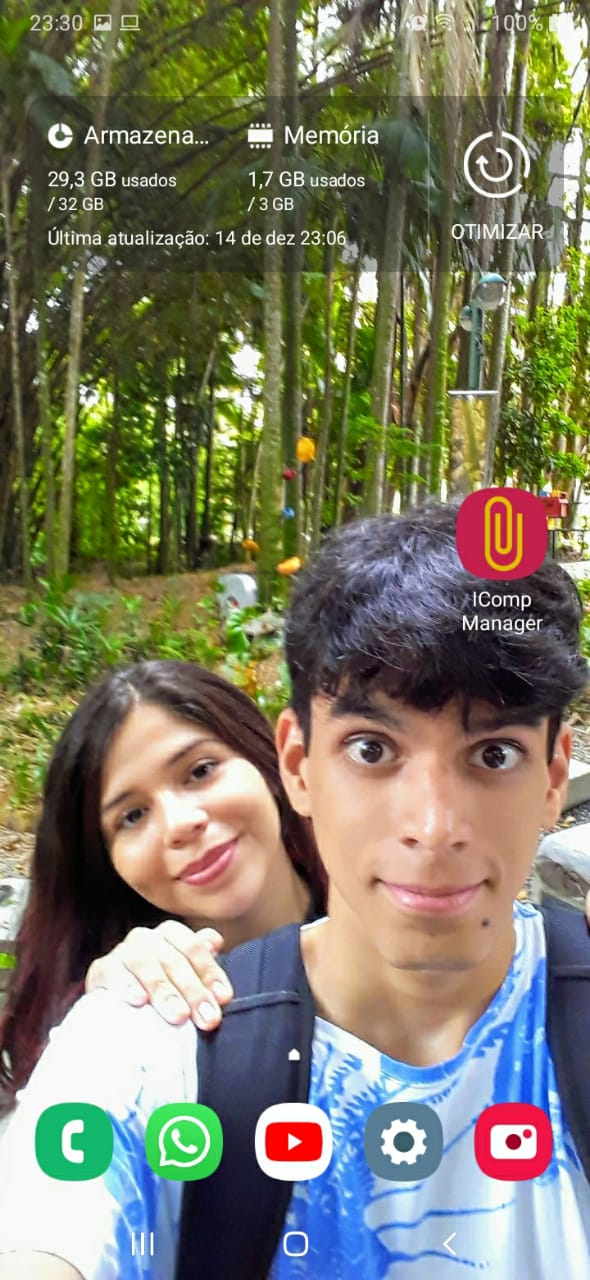 23:30
100%
Armazena...
Memória
29,3 GB usados
/ 32 GB
1,7 GB usados
/ 3 GB
OTIMIZAR
Última atualização: 14 de dez 23:06
IComp
Manager